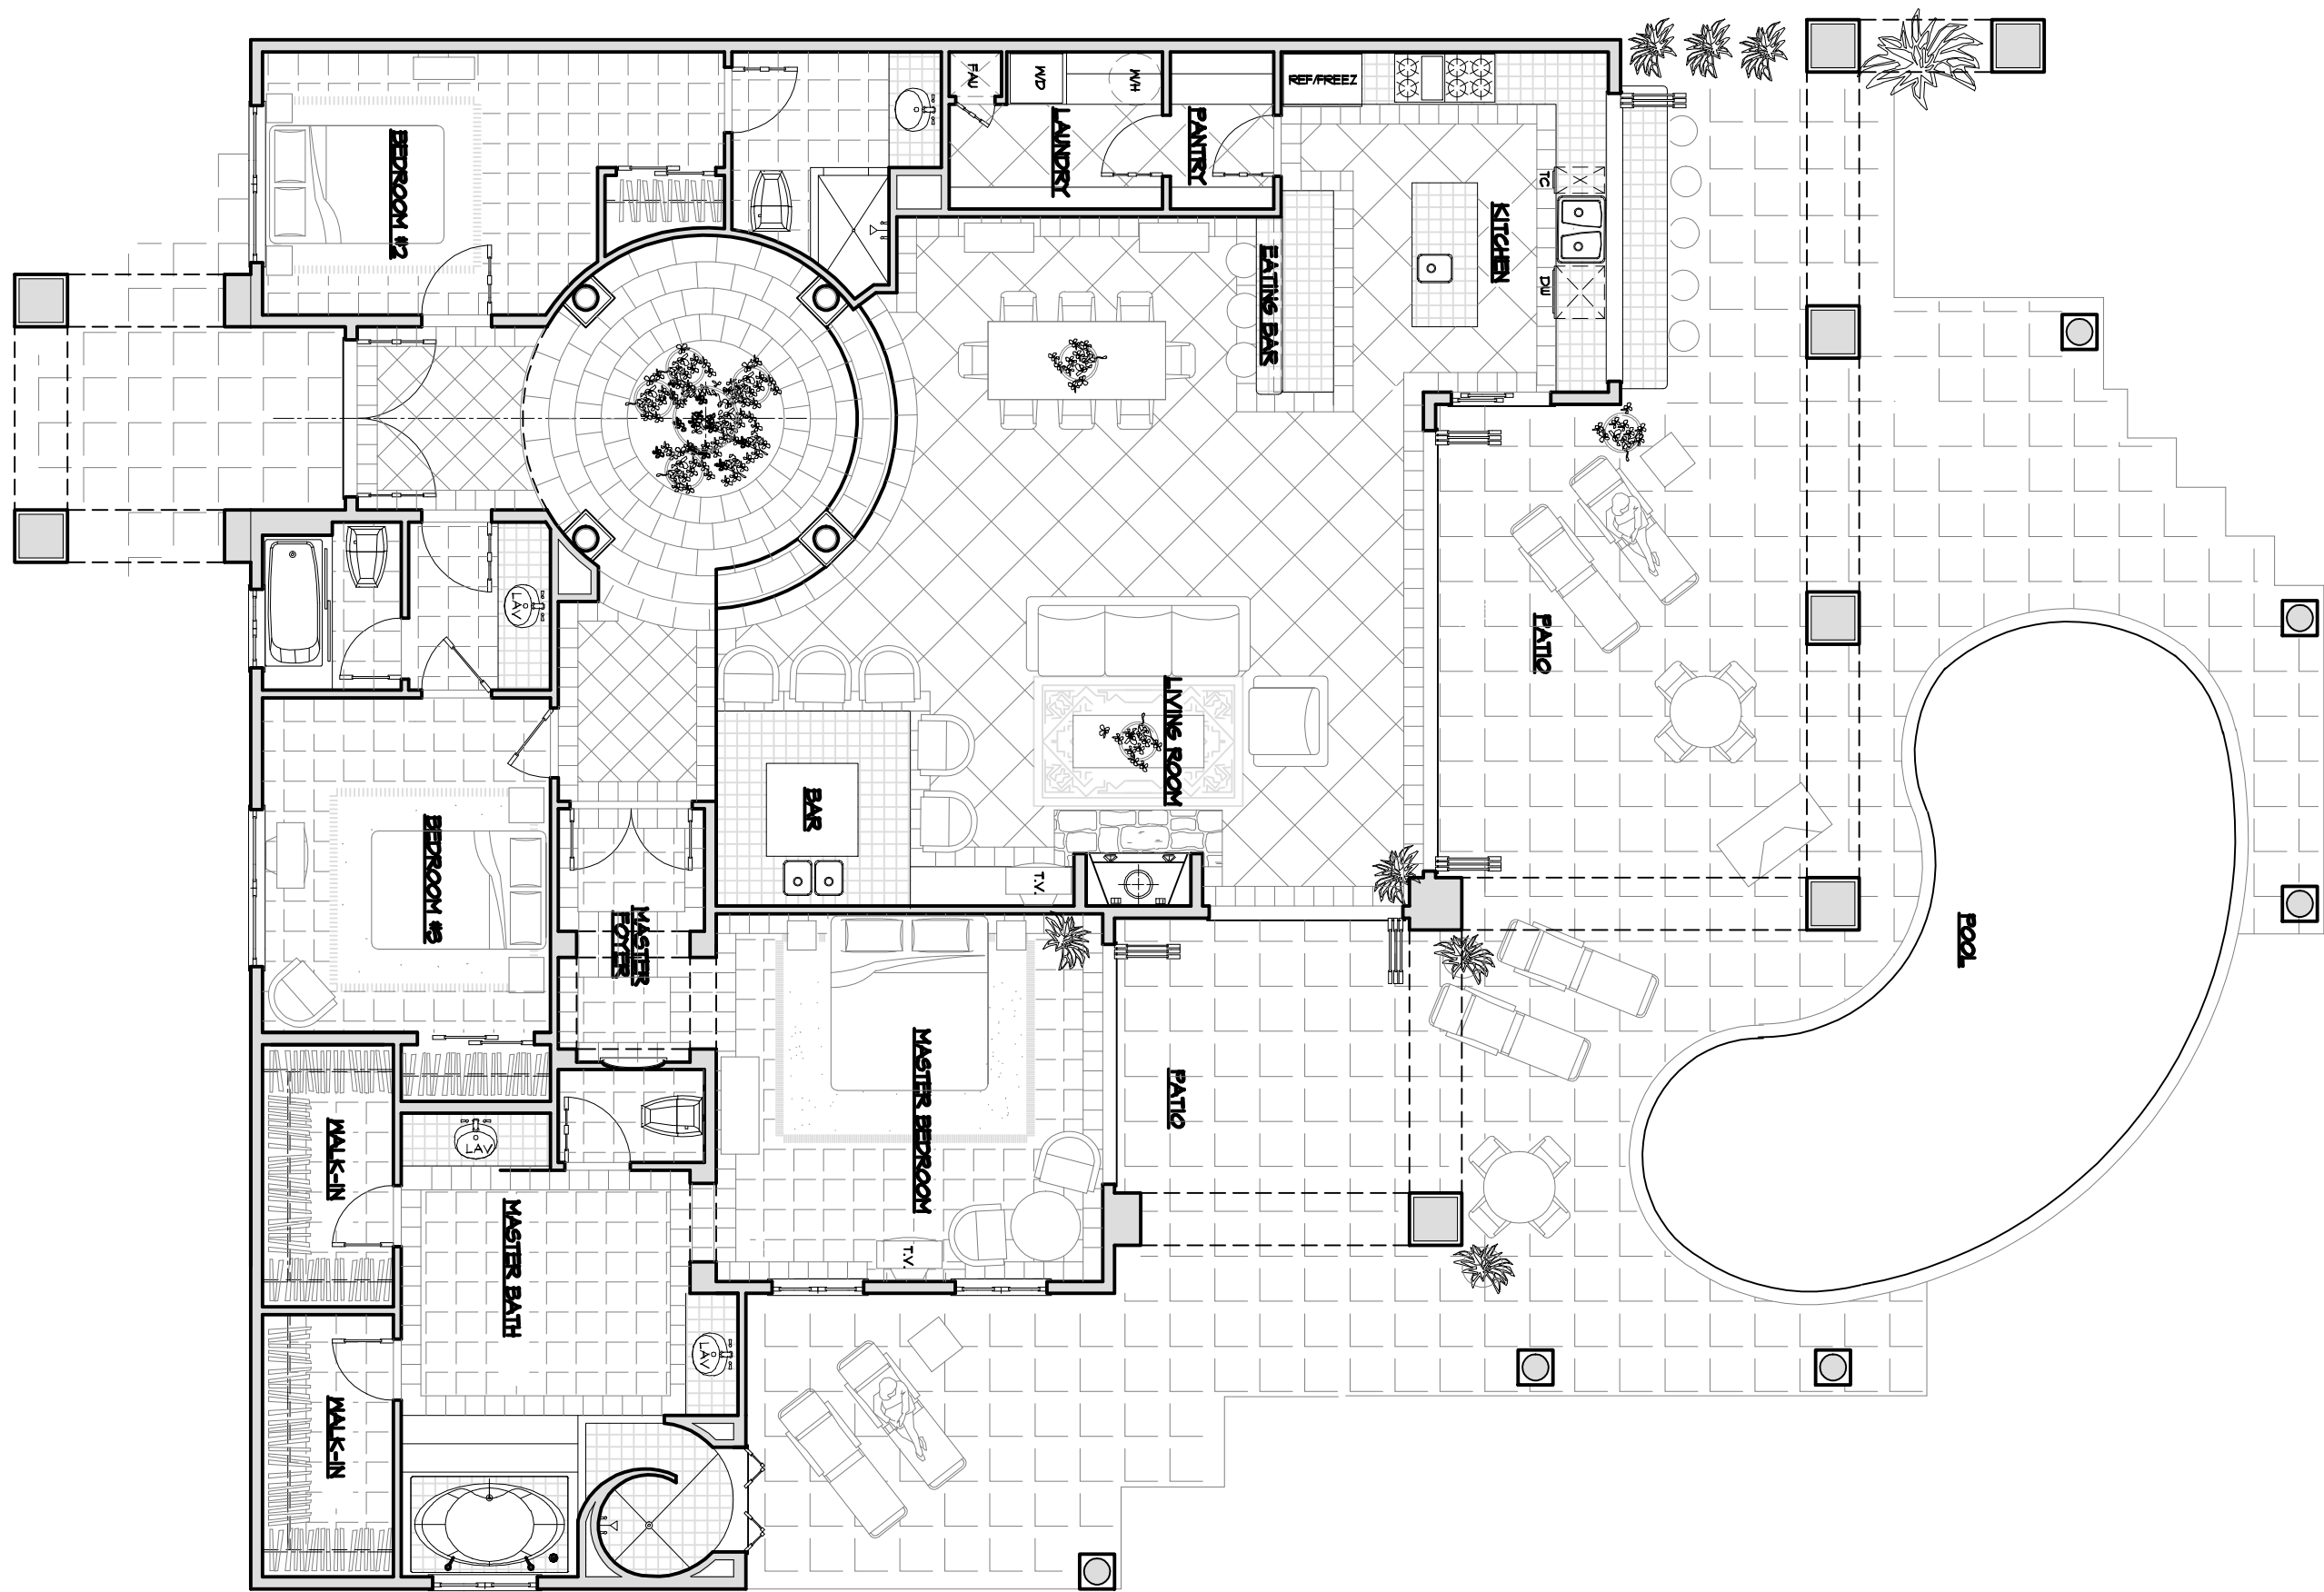 FAU
W/D
W/H
REF/FREEZ
BEDROOM #2
LAUNDRY
PANTRY
KITCHEN
TC
DW
EATING BAR
LAV
PATIO
LIVING ROOM
BAR
T.V.
BEDROOM #3
MASTER
FOYER
POOL
MASTER BEDROOM
PATIO
WALK-IN
LAV
MASTER BATH
T.V.
LAV
WALK-IN